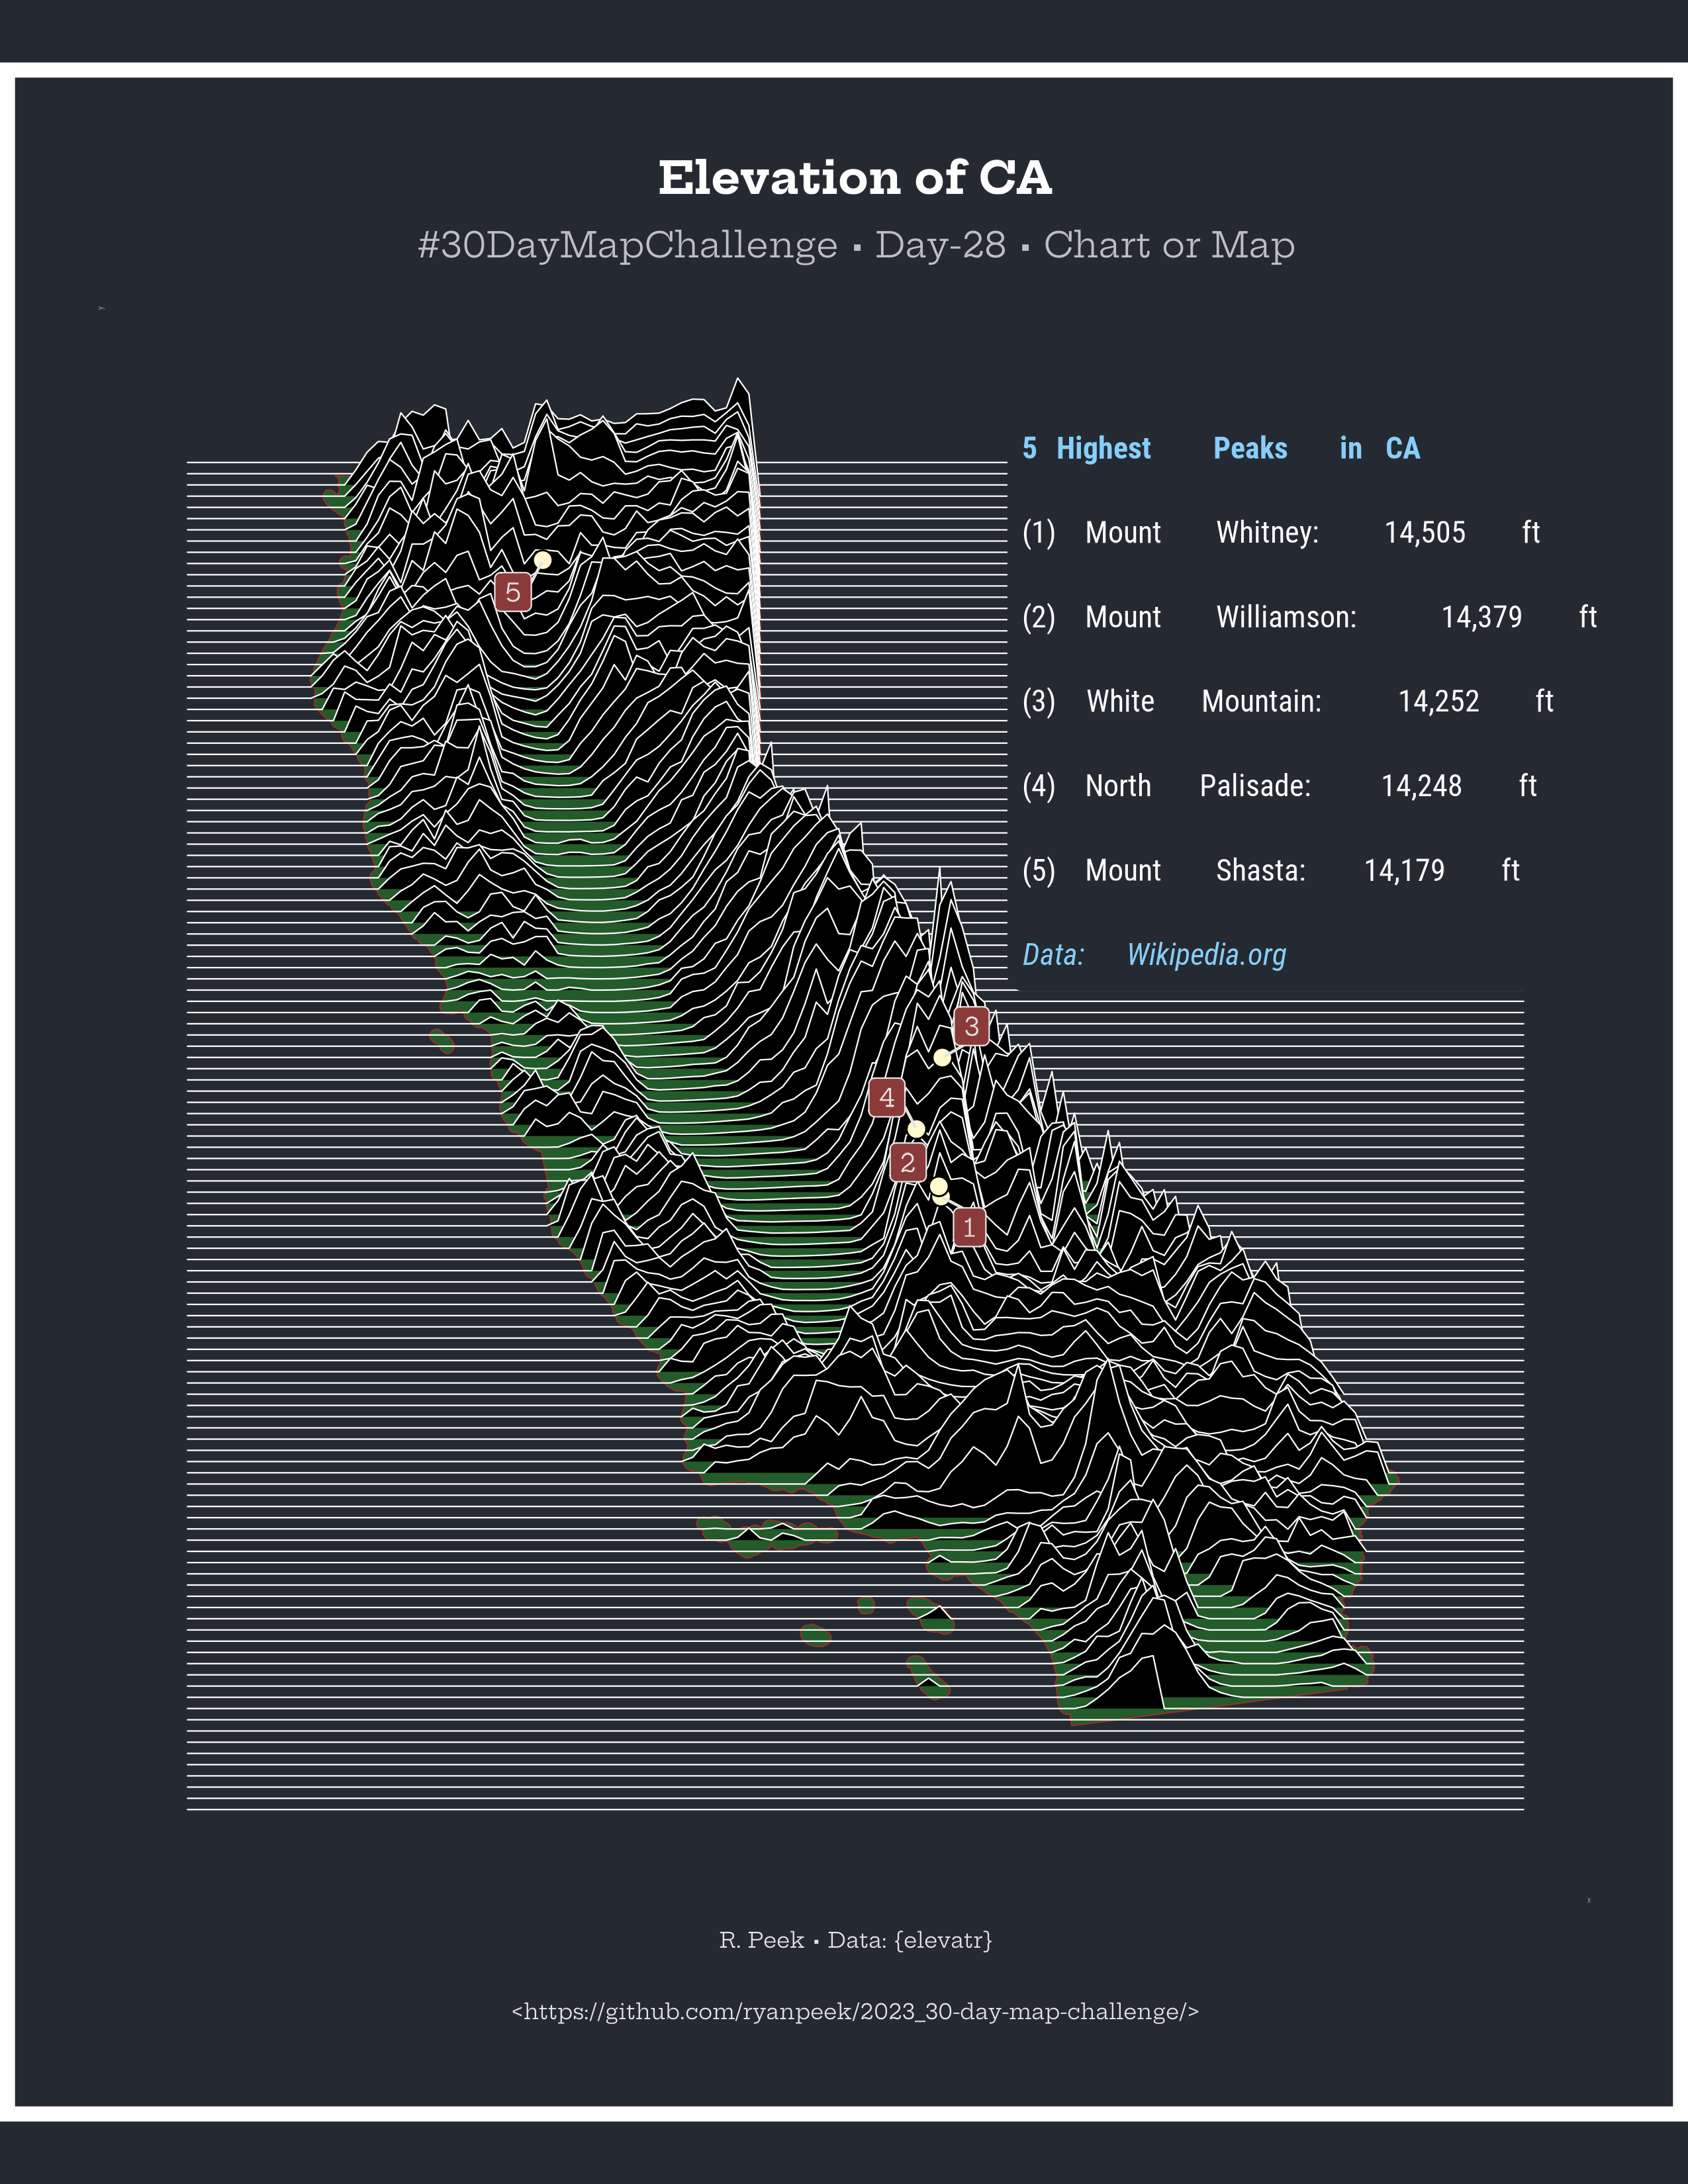 Elevation of CA
#30DayMapChallenge • Day-28 • Chart or Map
5 Highest Peaks in CA
(1) Mount Whitney: 14,505 ft
(2) Mount Williamson: 14,379 ft
(3) White Mountain: 14,252 ft
(4) North Palisade: 14,248 ft
(5) Mount Shasta: 14,179 ft
Data: Wikipedia.org
5
3
4
2
1
R. Peek • Data: {elevatr}
<https://github.com/ryanpeek/2023_30-day-map-challenge/>